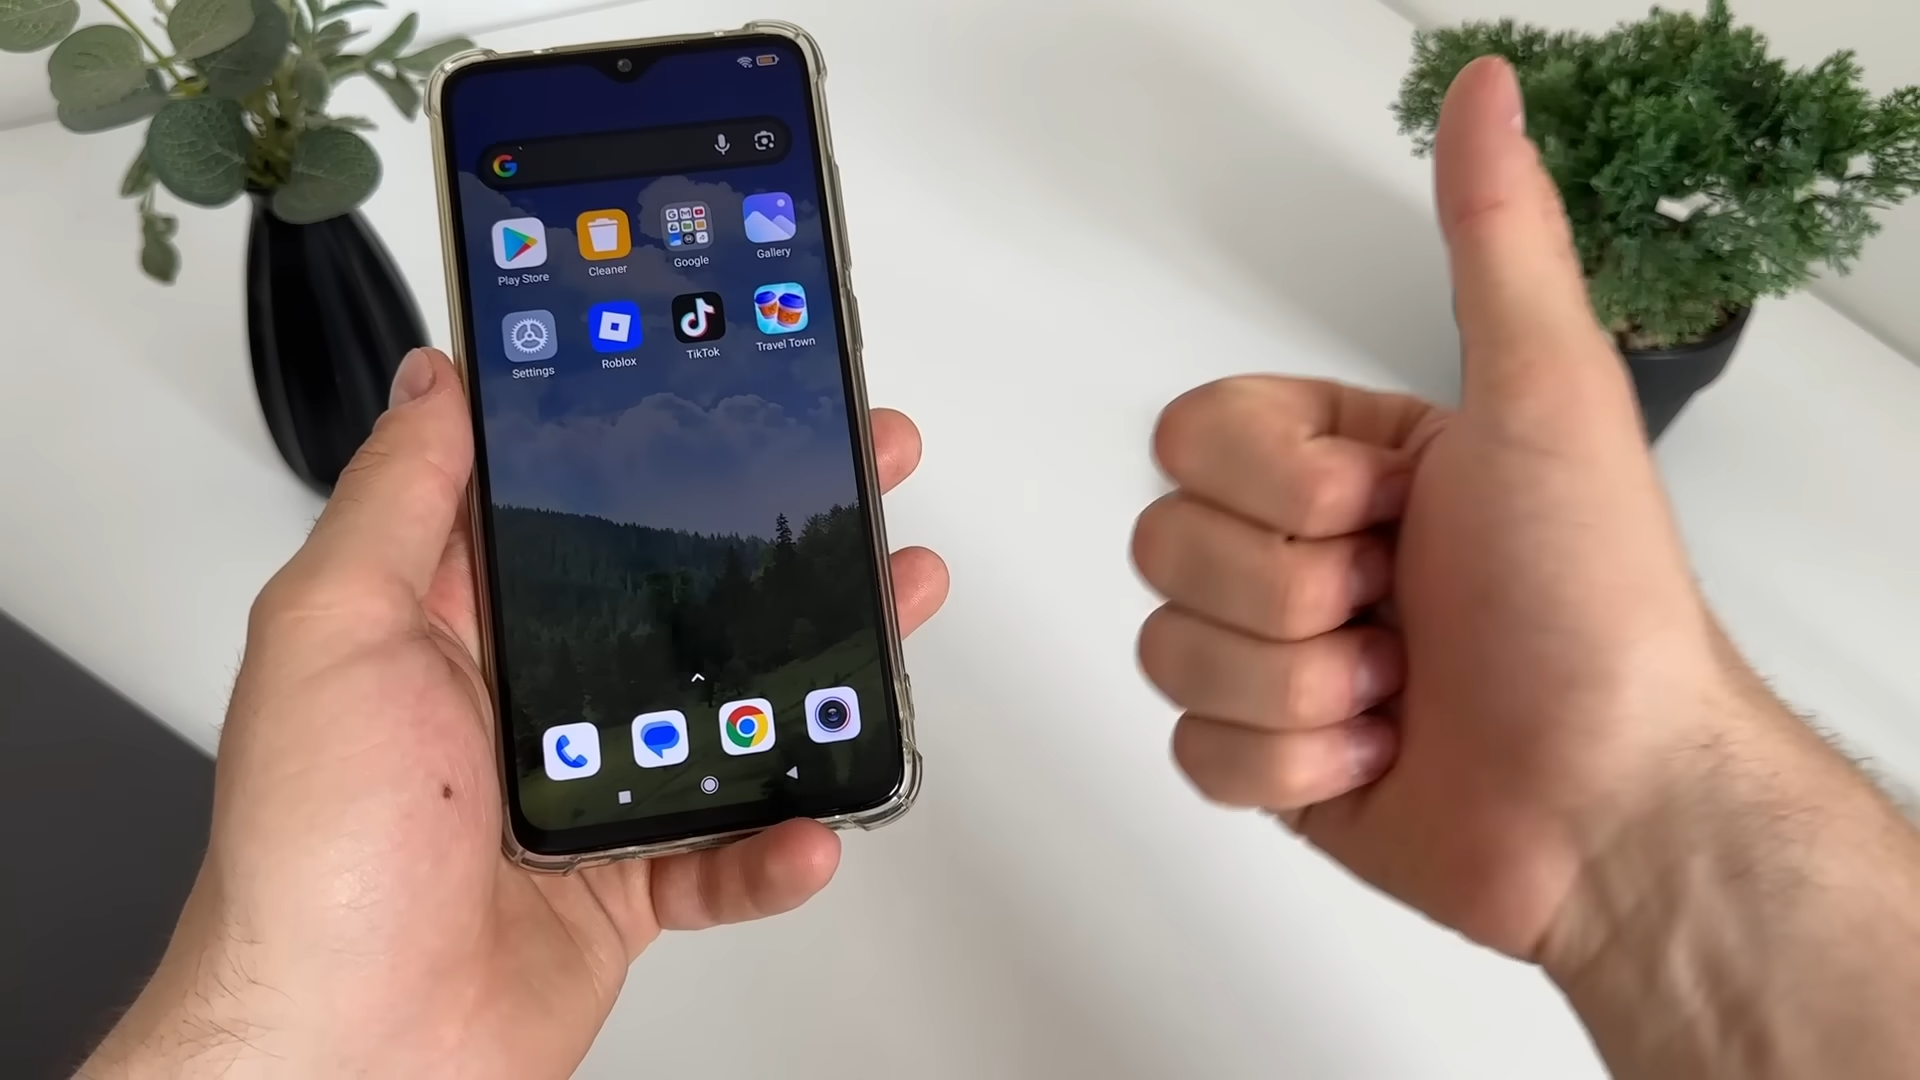 Play Store
Cleaner
Google
Gallery
Settings
Roblox
TikTok
Travel Town